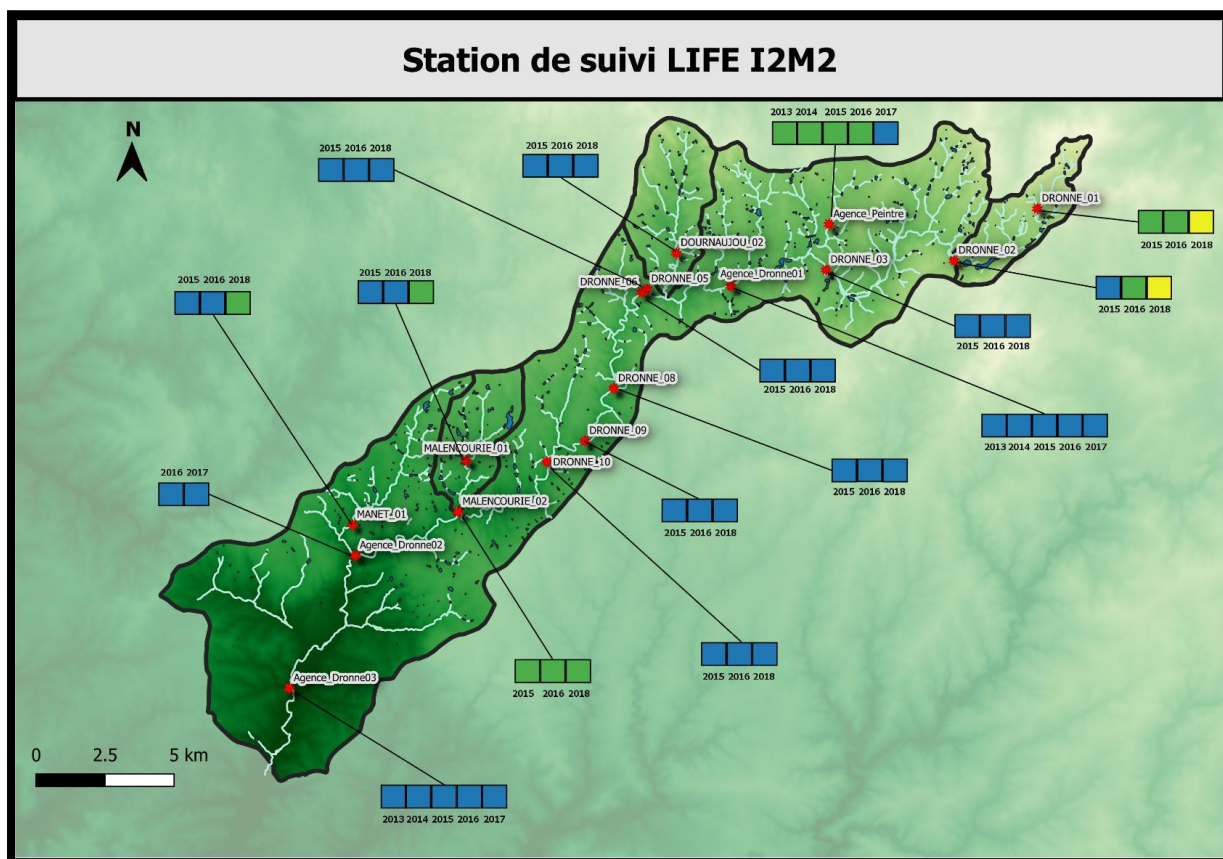 Station de suivi LIFE I2M2
N
2013 2014 2015 2016 2017
2015 2016 2018
2015 2016 2018
DRONNE_01
Agence_Peintre
2015 2016 2018
DOURNAUJOU_02
DRONNE_02
DRONNE_03
DRONNE_06
DRONNE_05
Agence_Dronne01
2015 2016 2018
2015 2016 2018
2015 2016 2018
2015 2016 2018
2015 2016 2018
DRONNE_08
2013 2014 2015 2016 2017
DRONNE_09
MALENCOURIE_01
DRONNE_10
2016 2017
2015 2016 2018
MALENCOURIE_02
MANET_01
2015 2016 2018
Agence_Dronne02
2015 2016 2018
Agence_Dronne03
2015 2016 2018
0 2.5 5 km
2013 2014 2015 2016 2017